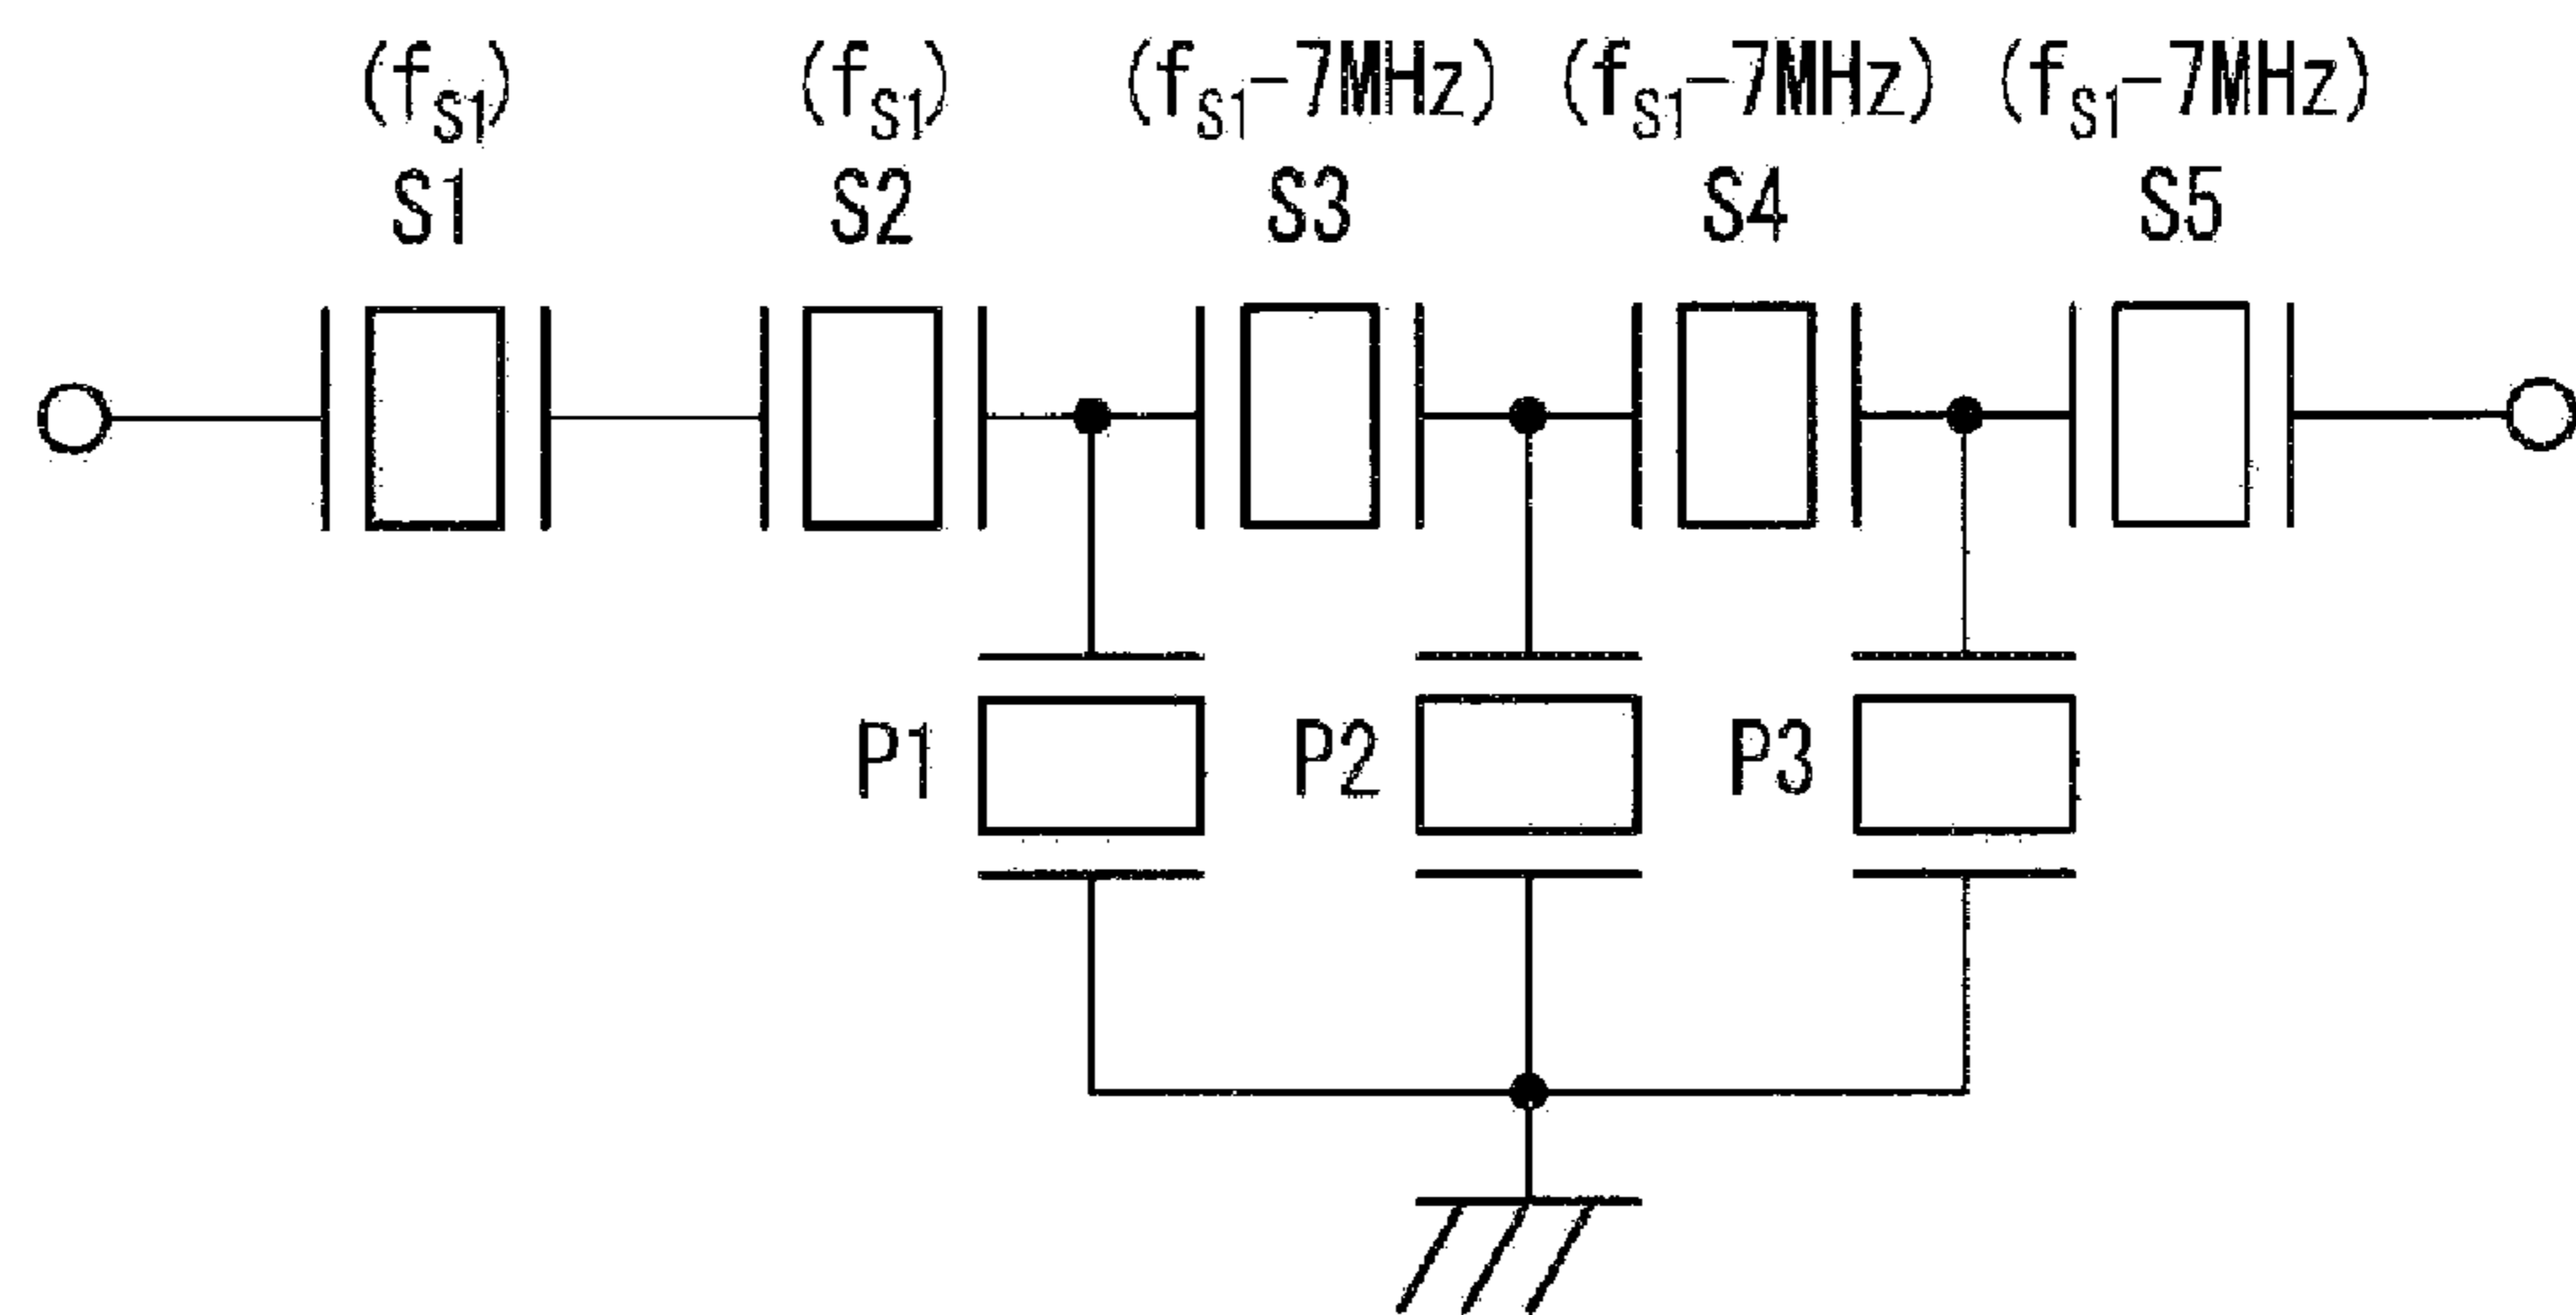 (fS1) (fS1) (fS1-7MHz) (fS1-7MHz) (fS1-7MHz)
S1 S2 S3 S4 S5
P1 P2 P3